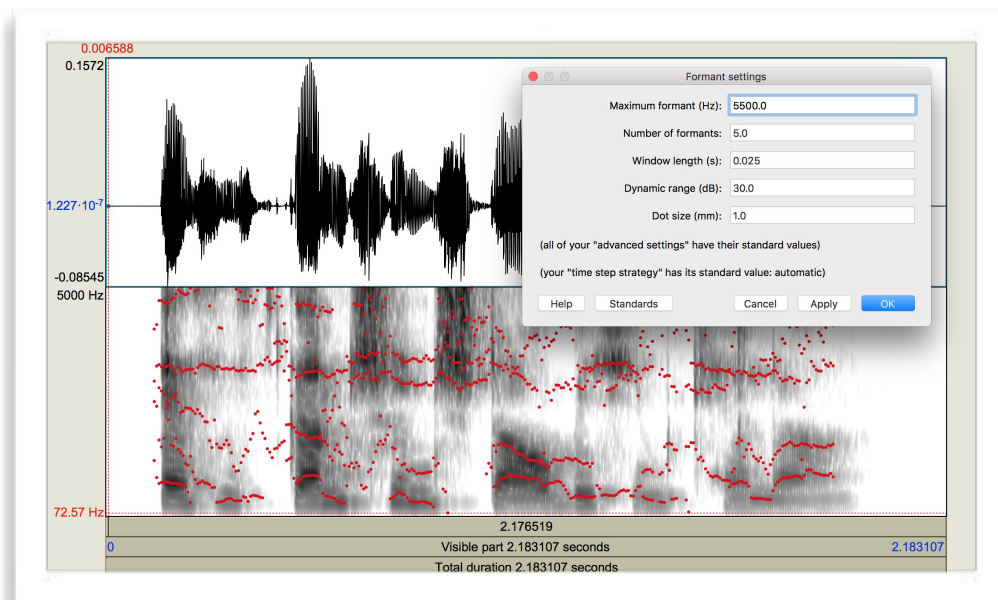 0.006588
0.1572
1.227·10-7
-0.08545
5000 Hz
72.57 Hz
Formant settings
Maximum formant (Hz): 5500.0
Number of formants: 5.0
Window length (s): 0.025
Dynamic range (dB): 30.0
Dot size (mm): 1.0
(all of your "advanced settings" have their standard values)
(your "time step strategy" has its standard value: automatic)
Help Standards Cancel Apply OK
2.176519
0 Visible part 2.183107 seconds 2.183107
Total duration 2.183107 seconds